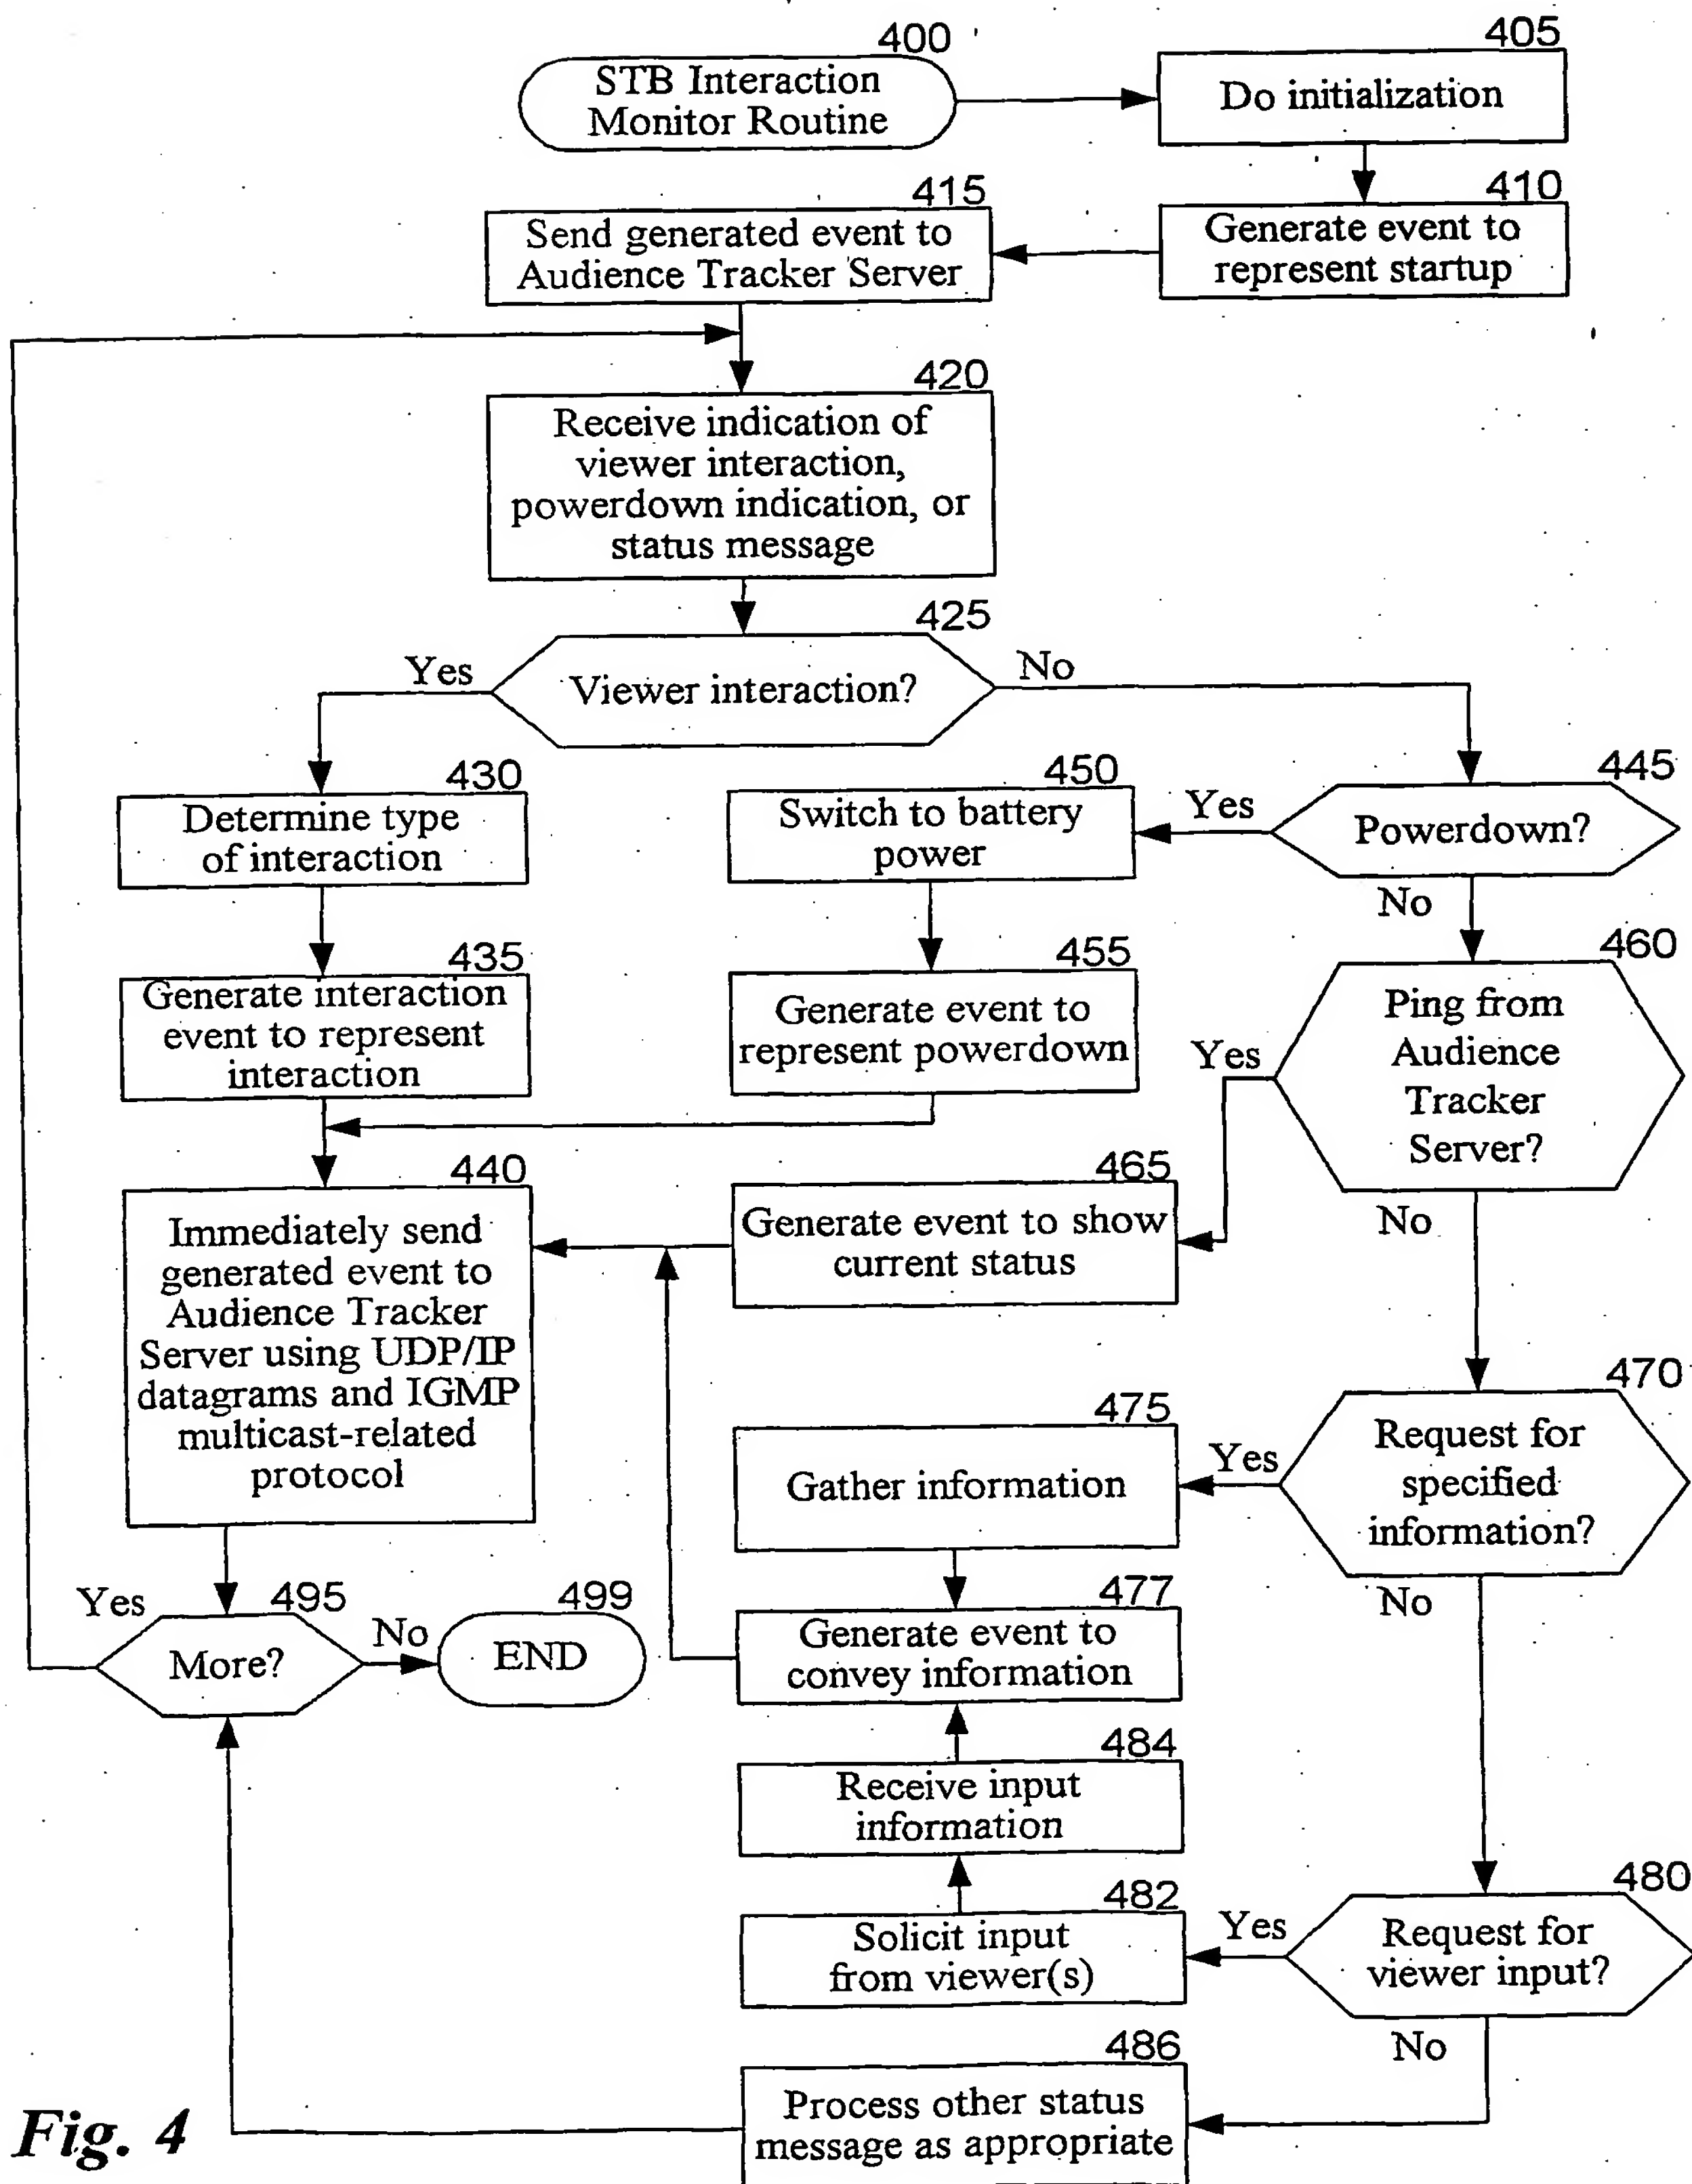 400
STB Interaction
Monitor Routine
405
Do initialization
410
Generate event to
represent startup
415
Send generated event to
Audience Tracker Server
420
Receive indication of
viewer interaction,
powerdown indication, or
status message
425
Viewer interaction?
Yes
No
430
Determine type
of interaction
450
Switch to battery
power
Yes
445
Powerdown?
No
435
Generate interaction
event to represent
interaction
455
Generate event to
represent powerdown
460
Ping from
Audience
Tracker
Server?
Yes
No
440
Immediately send
generated event to
Audience Tracker
Server using UDP/IP
datagrams and IGMP
multicast-related
protocol
465
Generate event to show
current status
470
Request for
specified
information?
Yes
No
475
Gather information
477
Generate event to
convey information
Yes
495
More?
No
499
END
484
Receive input
information
482
Solicit input
from viewer(s)
Yes
480
Request for
viewer input?
No
486
Process other status
message as appropriate
Fig. 4